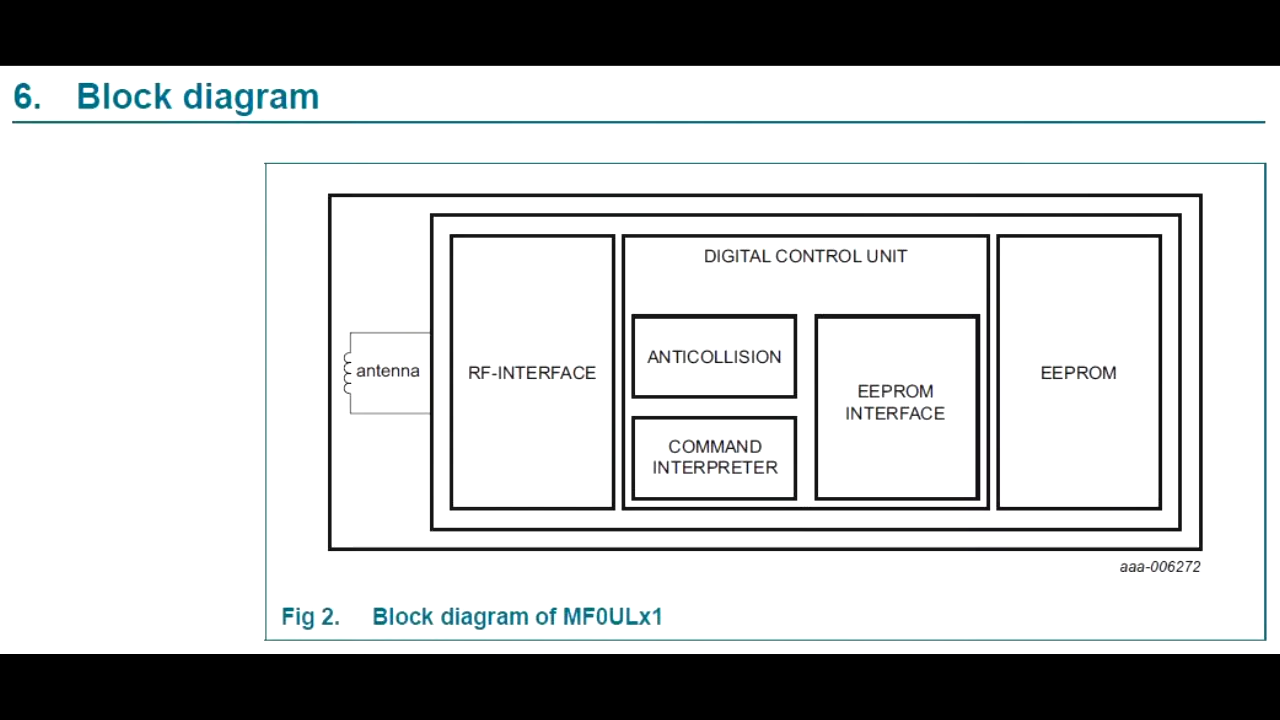 6. Block diagram
DIGITAL CONTROL UNIT
antenna
RF-INTERFACE
ANTICOLLISION
COMMAND
INTERPRETER
EEPROM
INTERFACE
EEPROM
aaa-006272
Fig 2. Block diagram of MF0ULx1